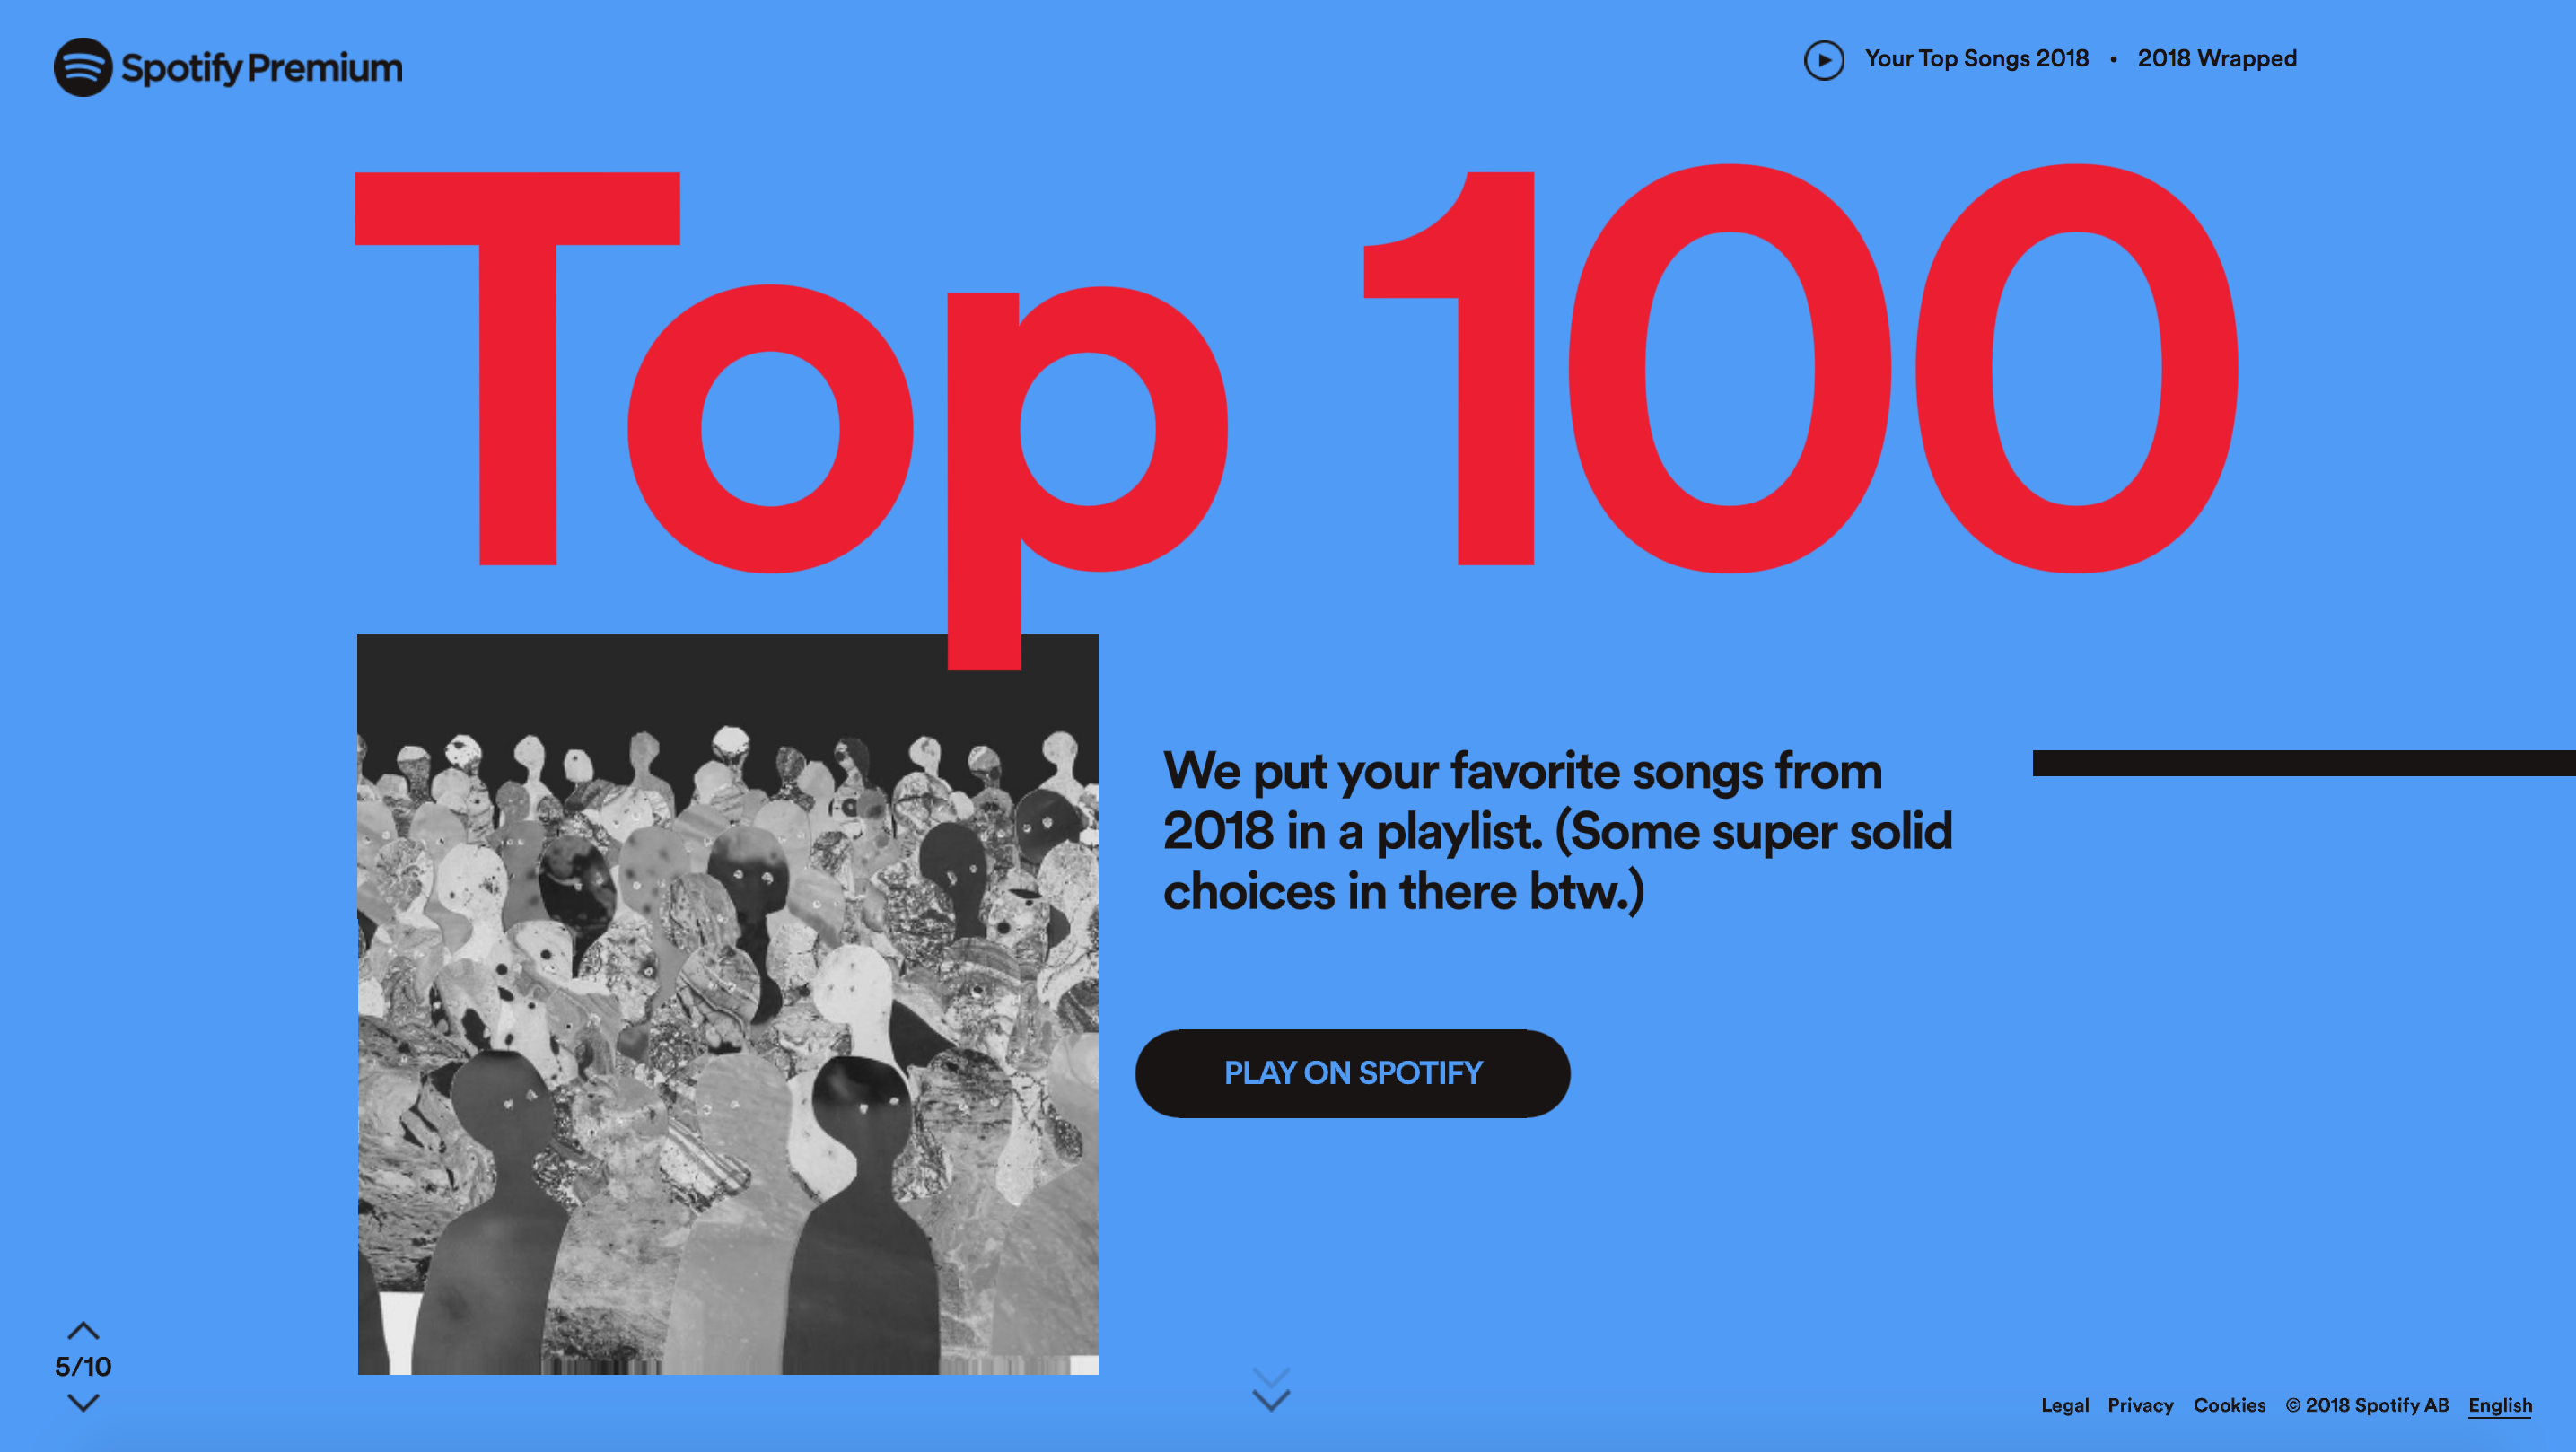 Spotify Premium
Your Top Songs 2018 • 2018 Wrapped
Top 100
We put your favorite songs from
2018 in a playlist. (Some super solid
choices in there btw.)
PLAY ON SPOTIFY
5/10
Legal Privacy Cookies © 2018 Spotify AB English